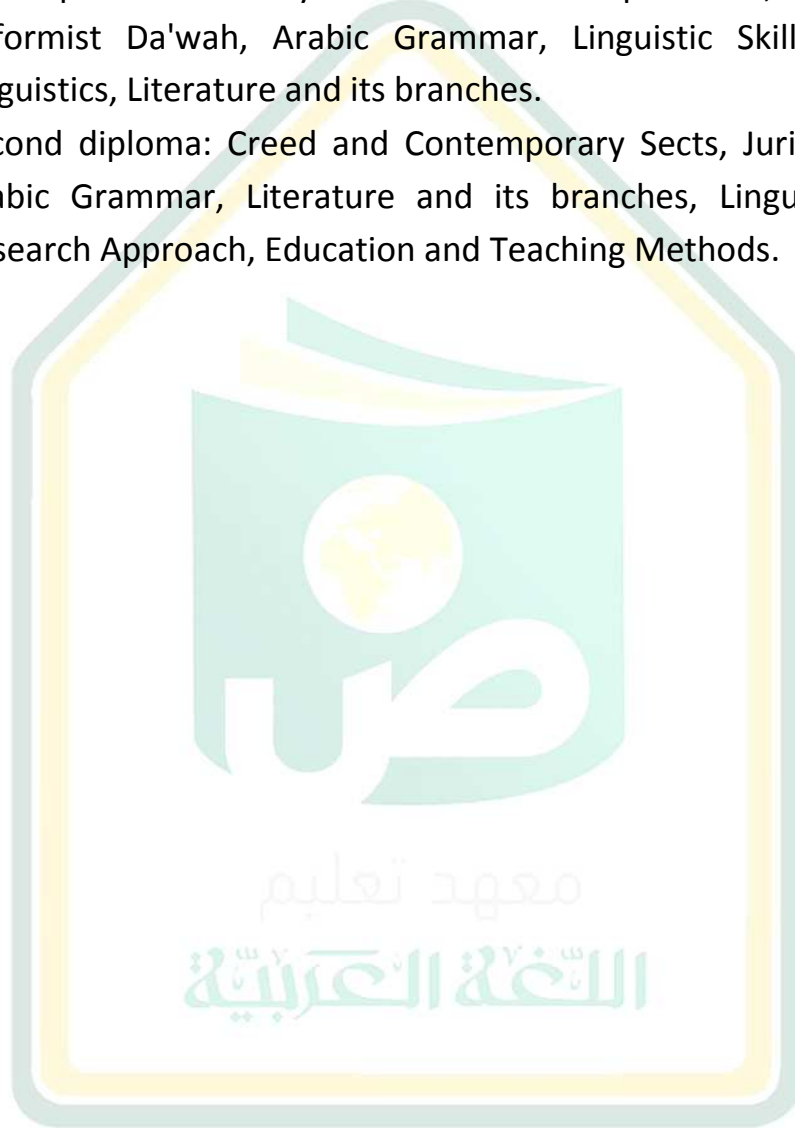 formist Da'wah, Arabic Grammar, Linguistic Skill
guistics, Literature and its branches.
cond diploma: Creed and Contemporary Sects, Juri
abic Grammar, Literature and its branches, Lingu
search Approach, Education and Teaching Methods.
ض
معهد تعليم
اللغة العربية